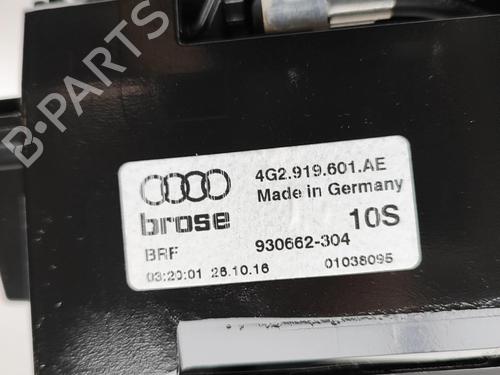 4G2.919.601.AE
Made in Germany
brose
10S
BRF
930662-304
03:20:01 26.10.16
01038095
B-PARTS